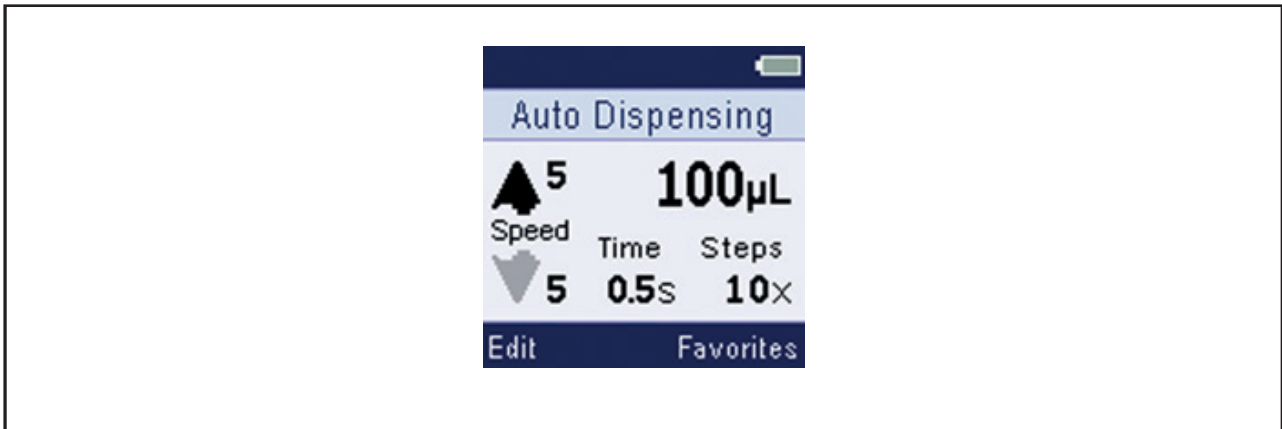 Auto Dispensing
5 100µL
Speed
Time Steps
5 0.5s 10x
Edit Favorites